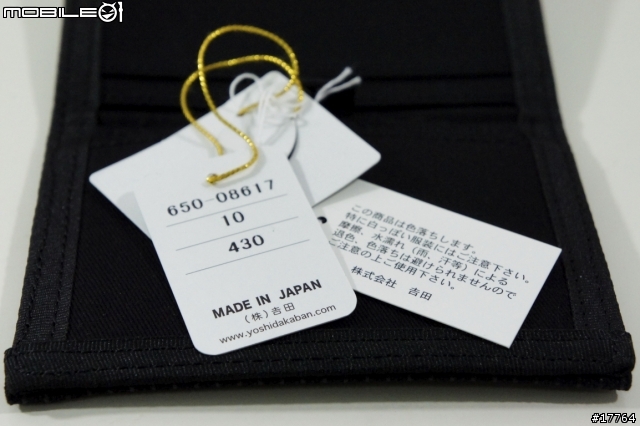 MOBILE01
650-08617
10
430
MADE IN JAPAN
(株)𠮷田
www.yoshidakaban.com
この商品は色落ちします。
特に白っぽい服装にはご注意下さい。
摩擦、水濡れ(雨、汗等)による
退色、色落ちは避けられませんので
ご注意の上ご使用下さい。
株式会社 𠮷田
#17764